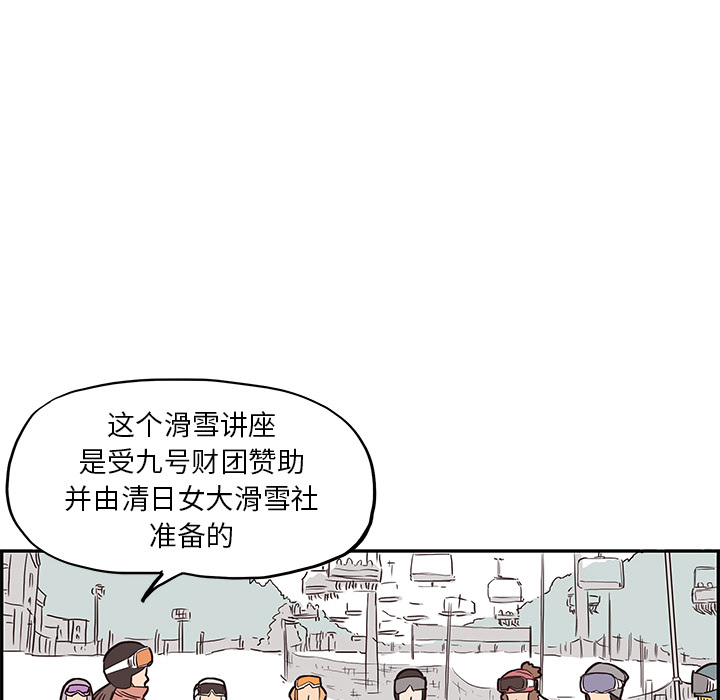 这个滑雪讲座
是受九号财团赞助
并由清日女大滑雪社
准备的